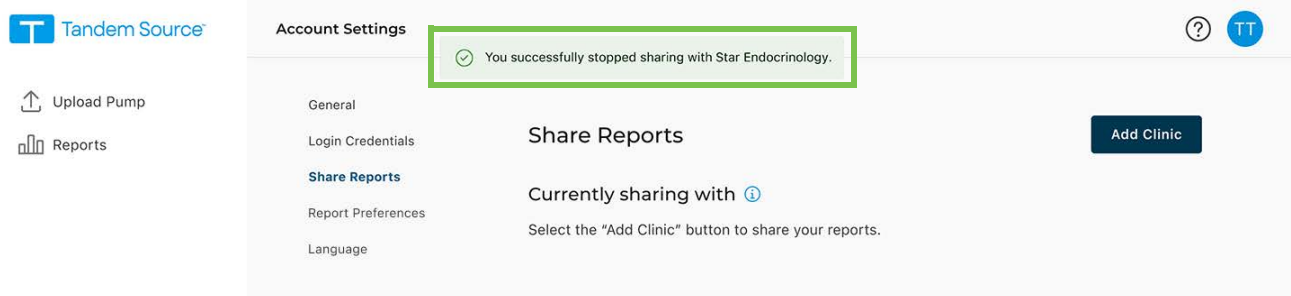 Tandem Source™
Account Settings
You successfully stopped sharing with Star Endocrinology.
TT
Upload Pump
Reports
General
Login Credentials
Share Reports
Report Preferences
Language
Share Reports
Add Clinic
Currently sharing with
Select the “Add Clinic” button to share your reports.